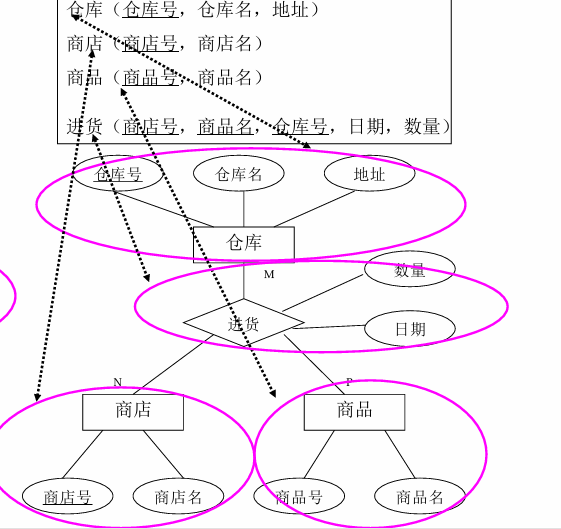 仓库（仓库号，仓库名，地址）
商店（商店号，商店名）
商品（商品号，商品名）
进货（商店号，商品名，仓库号，日期，数量）
仓库号 仓库名 地址
仓库
M 数量
进货 日期
N P
商店 商品
商店号 商店名 商品号 商品名